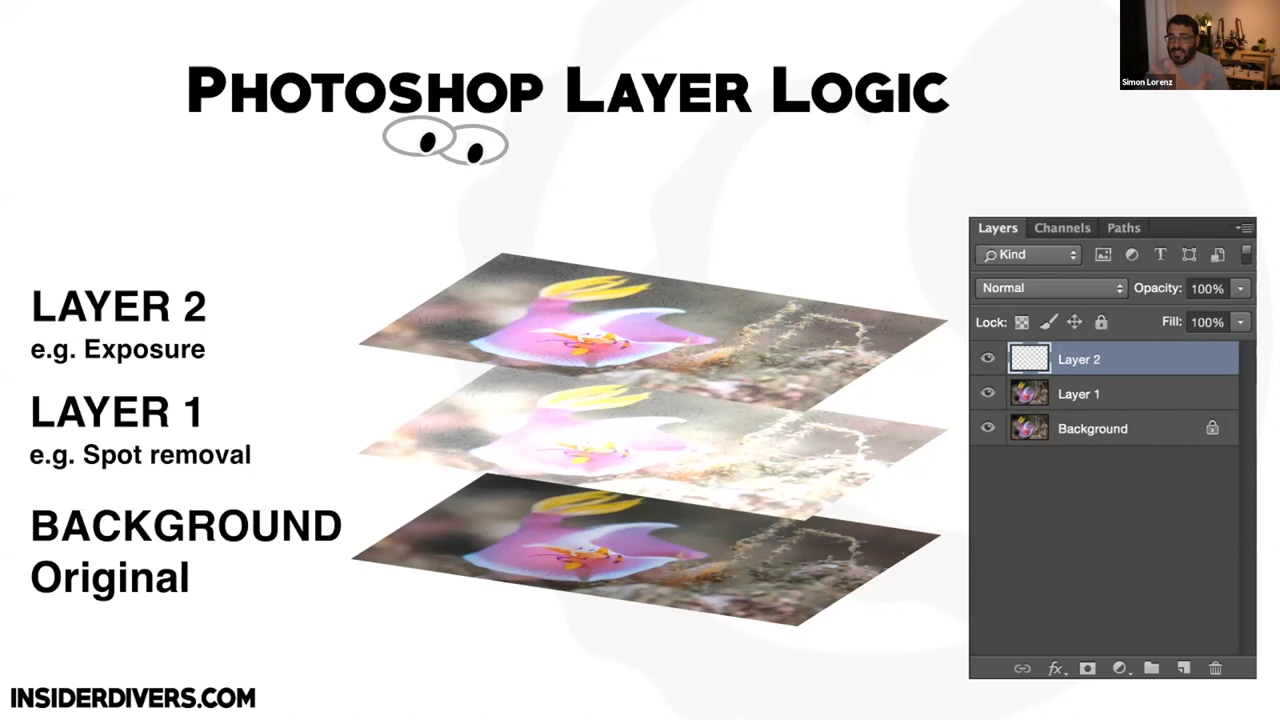 PHOTOSHOP LAYER LOGIC
Simon Lorenz
LAYER 2
e.g. Exposure
LAYER 1
e.g. Spot removal
BACKGROUND
Original
INSIDERDIVERS.COM
Layers Channels Paths
Kind
Normal Opacity: 100%
Lock: Fill: 100%
Layer 2
Layer 1
Background
fx